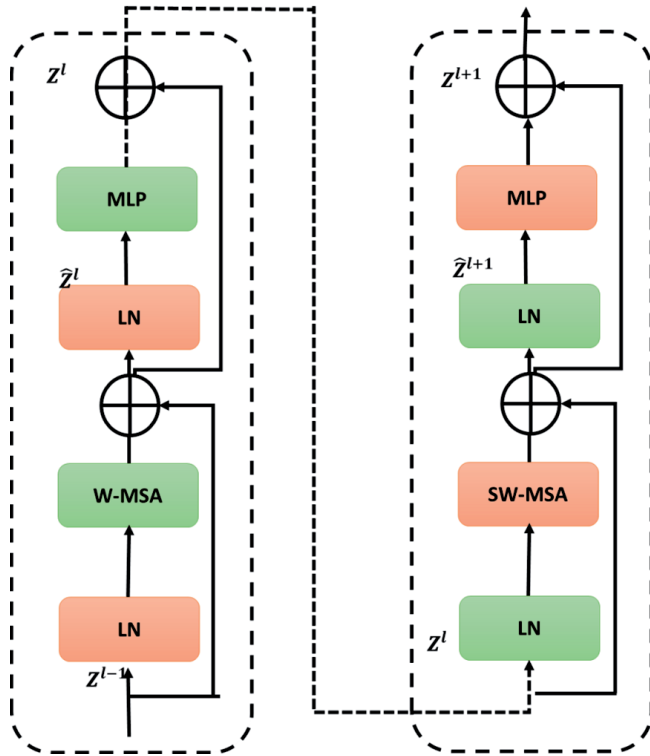 Z^l
MLP
Ẑ^l
LN
W-MSA
LN
Z^{l-1}
Z^{l+1}
MLP
Ẑ^{l+1}
LN
SW-MSA
LN
Z^l